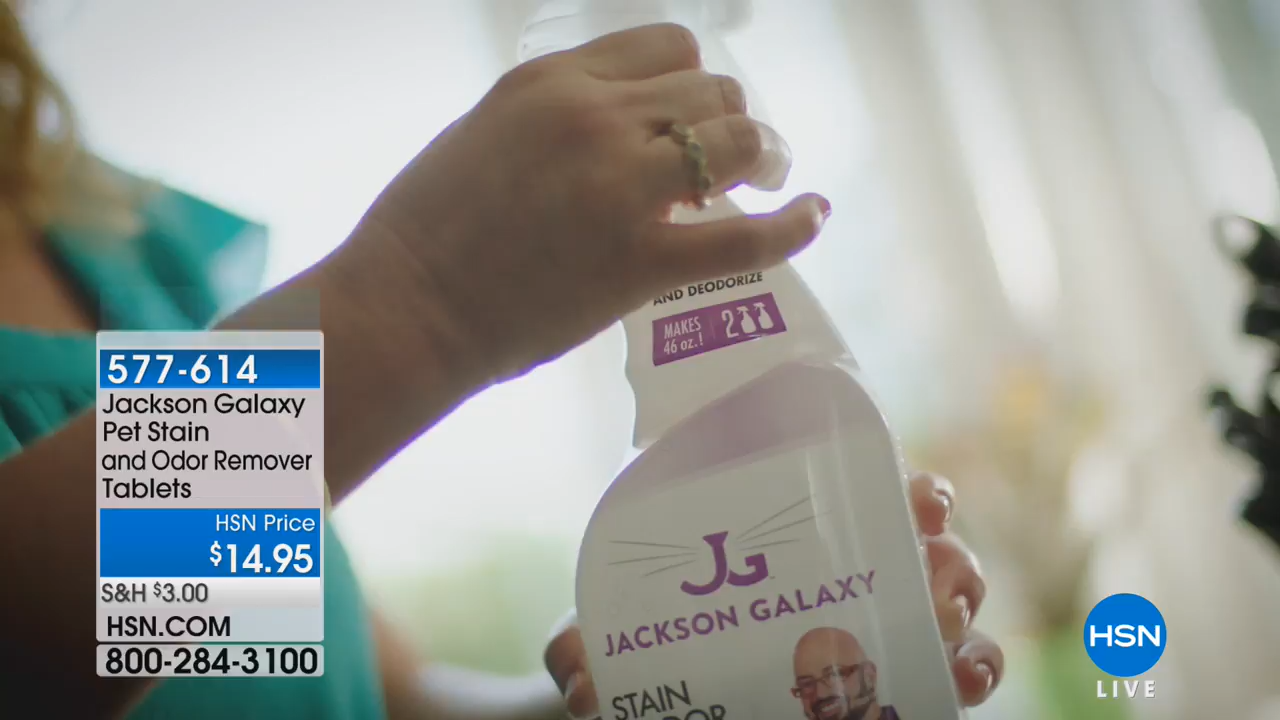 577-614
Jackson Galaxy
Pet Stain
and Odor Remover
Tablets
HSN Price
$14.95
S&H $3.00
HSN.COM
800-284-3100
AND DEODORIZE
MAKES
46 oz.!
2
JG
JACKSON GALAXY
STAIN
HSN
LIVE